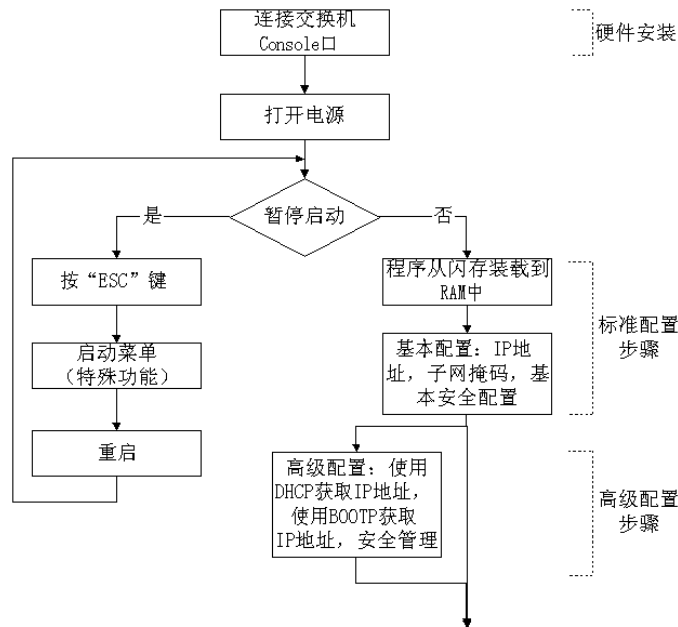 连接交换机
Console口
硬件安装
打开电源
暂停启动
是
否
按“ESC”键
程序从闪存装载到
RAM中
启动菜单
（特殊功能）
基本配置：IP地
址，子网掩码，基
本安全配置
标准配置
步骤
重启
高级配置：使用
DHCP获取IP地址，
使用BOOTP获取
IP地址，安全管理
高级配置
步骤